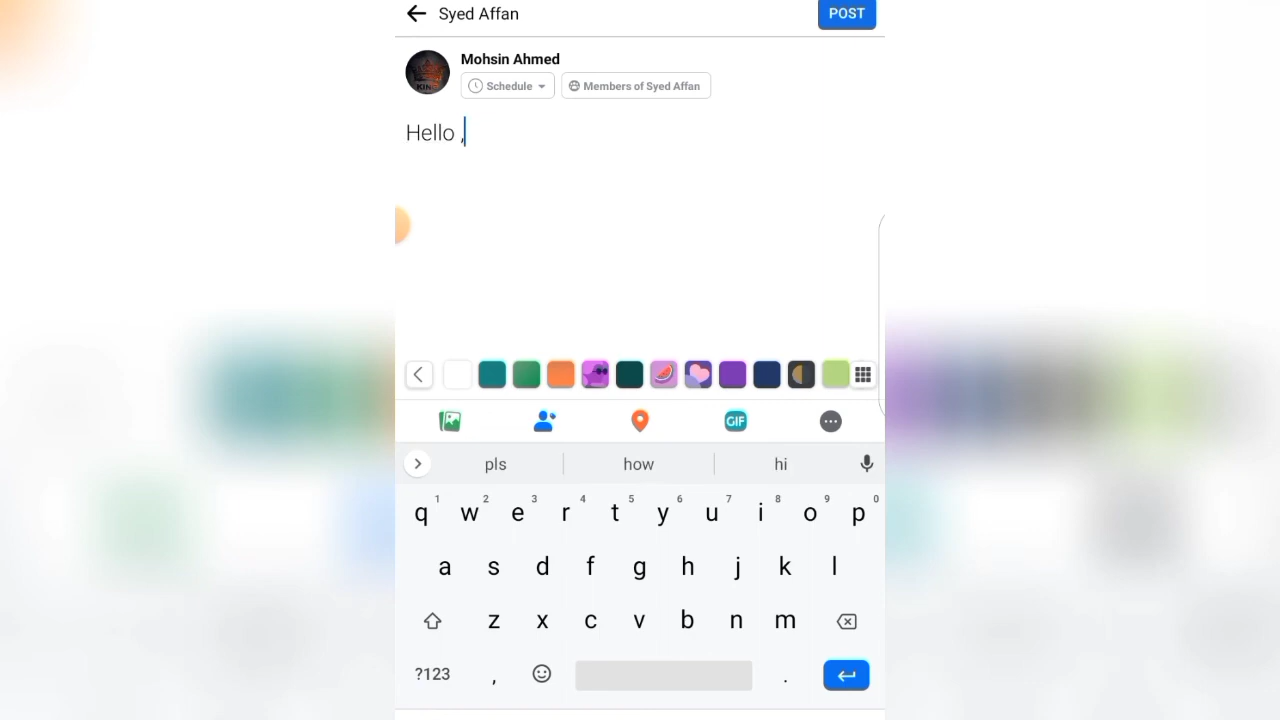 Syed Affan
POST
Mohsin Ahmed
Schedule
Members of Syed Affan
Hello ,
GIF
pls how hi
1 2 3 4 5 6 7 8 9 0
q w e r t y u i o p
a s d f g h j k l
z x c v b n m
?123 , .